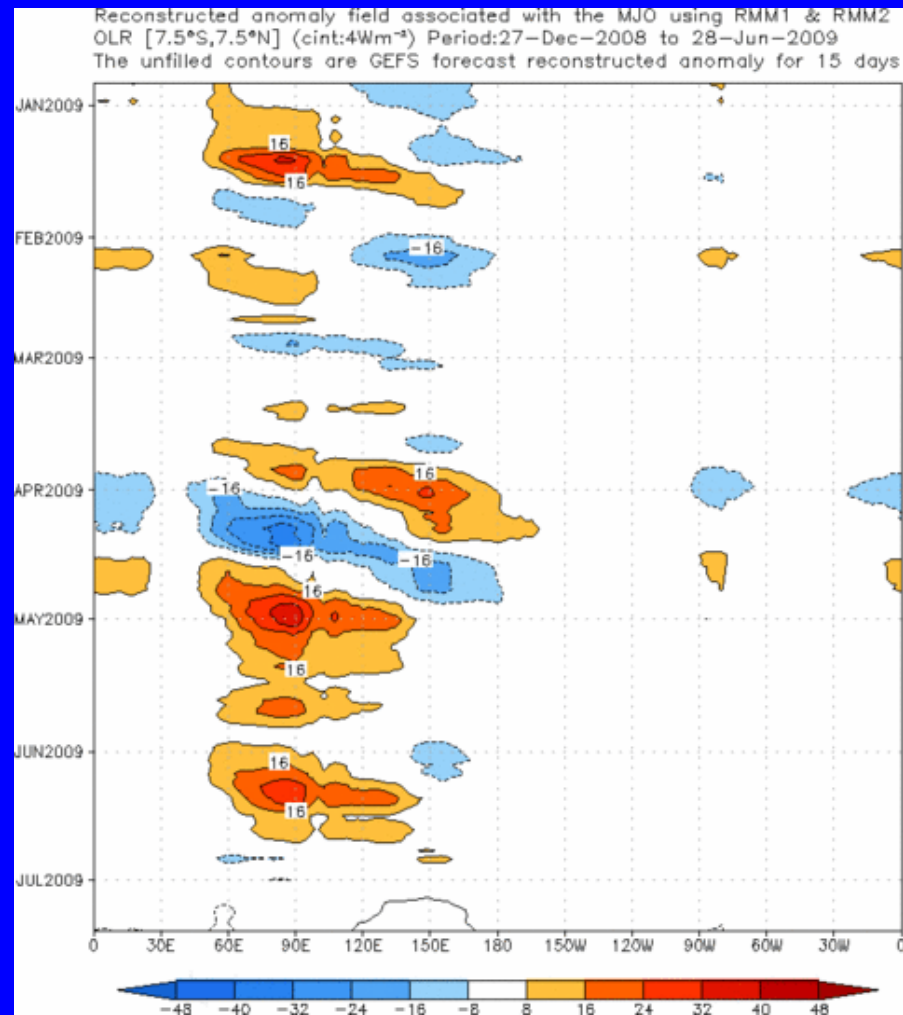 Reconstructed anomaly field associated with the MJO using RMM1 & RMM2
OLR [7.5°S,7.5°N] (cint:4Wm⁻²) Period:27-Dec-2008 to 28-Jun-2009
The unfilled contours are GEFS forecast reconstructed anomaly for 15 days
JAN2009
16
16
FEB2009
-16
MAR2009
16
APR2009
-16
-16
-16
16
MAY2009
16
JUN2009
16
16
JUL2009
0 30E 60E 90E 120E 150E 180 150W 120W 90W 60W 30W 0
-48 -40 -32 -24 -16 -8 8 16 24 32 40 48